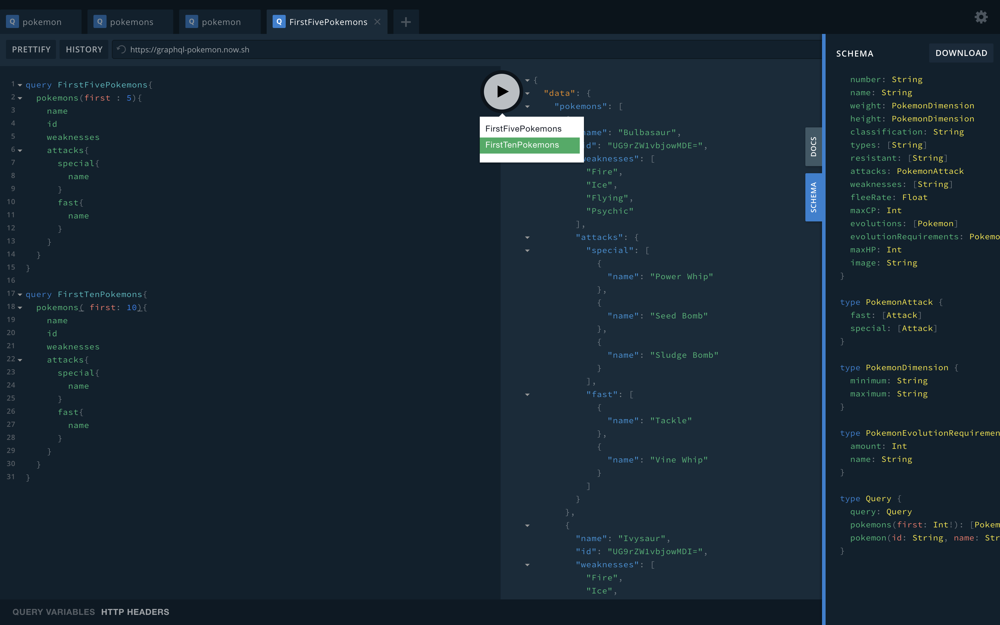 Q pokemon
Q pokemons
Q pokemon
Q FirstFivePokemons
PRETTIFY
HISTORY
https://graphql-pokemon.now.sh
1 query FirstFivePokemons{
2 pokemons(first : 5){
3 name
4 id
5 weaknesses
6 attacks{
7 special{
8 name
9 }
10 fast{
11 name
12 }
13 }
14 }
15 }
16
17 query FirstTenPokemons{
18 pokemons( first: 10){
19 name
20 id
21 weaknesses
22 attacks{
23 special{
24 name
25 }
26 fast{
27 name
28 }
29 }
30 }
31 }
QUERY VARIABLES
HTTP HEADERS
FirstFivePokemons
FirstTenPokemons
{
"data": {
"pokemons": [
name": "Bulbasaur",
id": "UG9rZW1vbjowMDE=",
weaknesses": [
"Fire",
"Ice",
"Flying",
"Psychic"
],
"attacks": {
"special": [
{
"name": "Power Whip"
},
{
"name": "Seed Bomb"
},
{
"name": "Sludge Bomb"
}
],
"fast": [
{
"name": "Tackle"
},
{
"name": "Vine Whip"
}
]
}
},
{
"name": "Ivysaur",
"id": "UG9rZW1vbjowMDI=",
"weaknesses": [
"Fire",
"Ice",
DOCS
SCHEMA
SCHEMA
DOWNLOAD
number: String
name: String
weight: PokemonDimension
height: PokemonDimension
classification: String
types: [String]
resistant: [String]
attacks: PokemonAttack
weaknesses: [String]
fleeRate: Float
maxCP: Int
evolutions: [Pokemon]
evolutionRequirements: Pokemo
maxHP: Int
image: String
}
type PokemonAttack {
fast: [Attack]
special: [Attack]
}
type PokemonDimension {
minimum: String
maximum: String
}
type PokemonEvolutionRequiremen
amount: Int
name: String
}
type Query {
query: Query
pokemons(first: Int!): [Pokem
pokemon(id: String, name: Str
}